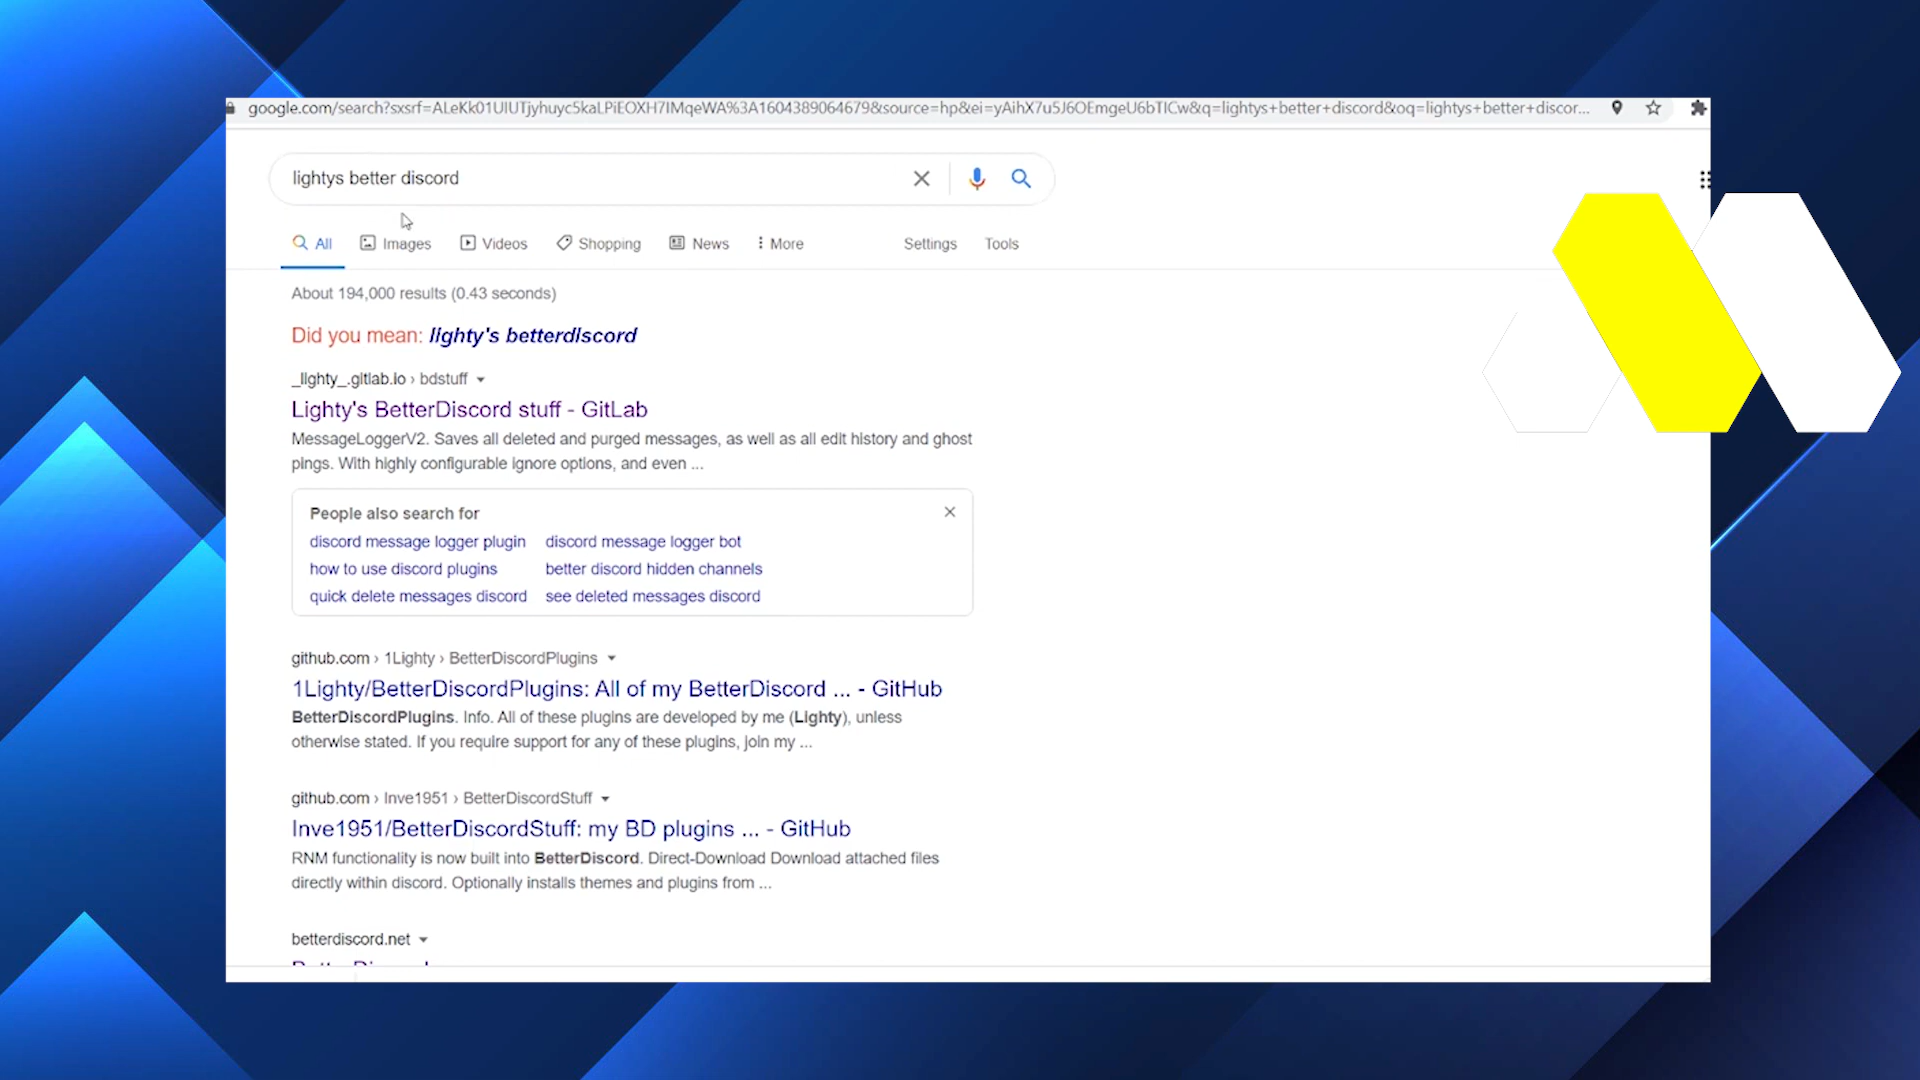 google.com/search?sxsrf=ALeKk01UIUTjyhuyc5kaLPiEOXH7IMqeWA%3A1604389064679&source=hp&ei=yAihX7u5J6OEmgeU6bTICw&q=lightys+better+discord&oq=lightys+better+discor...
lightys better discord
All Images Videos Shopping News More Settings Tools
About 194,000 results (0.43 seconds)
Did you mean: lighty's betterdiscord
_lighty_.gitlab.io › bdstuff
Lighty's BetterDiscord stuff - GitLab
MessageLoggerV2. Saves all deleted and purged messages, as well as all edit history and ghost
pings. With highly configurable ignore options, and even ...
People also search for
discord message logger plugin discord message logger bot
how to use discord plugins better discord hidden channels
quick delete messages discord see deleted messages discord
github.com › 1Lighty › BetterDiscordPlugins
1Lighty/BetterDiscordPlugins: All of my BetterDiscord ... - GitHub
BetterDiscordPlugins. Info. All of these plugins are developed by me (Lighty), unless
otherwise stated. If you require support for any of these plugins, join my ...
github.com › Inve1951 › BetterDiscordStuff
Inve1951/BetterDiscordStuff: my BD plugins ... - GitHub
RNM functionality is now built into BetterDiscord. Direct-Download Download attached files
directly within discord. Optionally installs themes and plugins from ...
betterdiscord.net